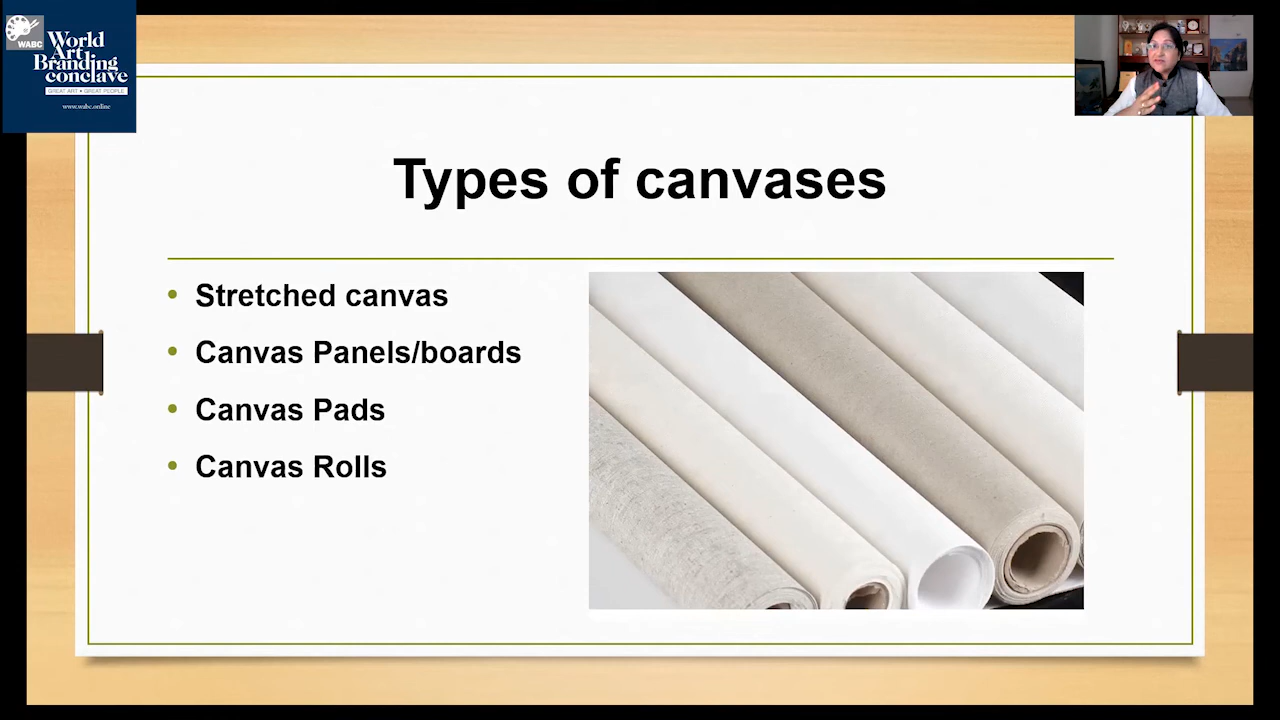 WABC
World
Art
Branding
conclave
GREAT ART • GREAT PEOPLE
www.wabc.online
Types of canvases
• Stretched canvas
• Canvas Panels/boards
• Canvas Pads
• Canvas Rolls